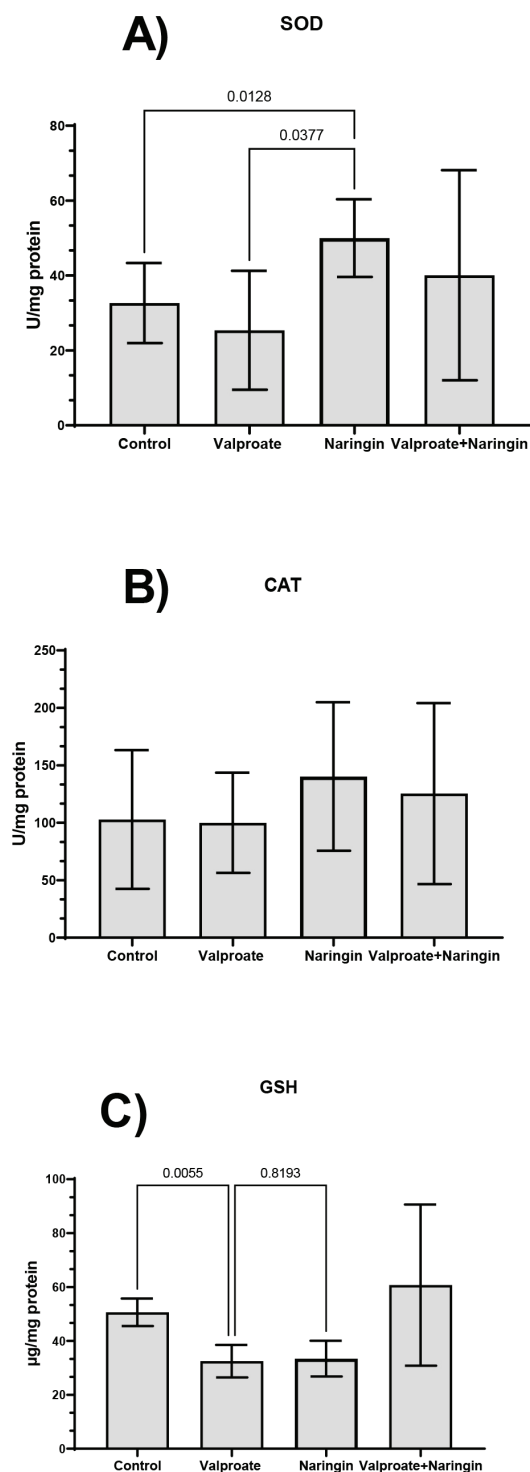 A)
SOD
0.0128
0.0377
80
60
40
20
0
U/mg protein
Control Valproate Naringin Valproate+Naringin
B)
CAT
250
200
150
100
50
0
U/mg protein
Control Valproate Naringin Valproate+Naringin
C)
GSH
0.0055 0.8193
100
80
60
40
20
0
µg/mg protein
Control Valproate Naringin Valproate+Naringin